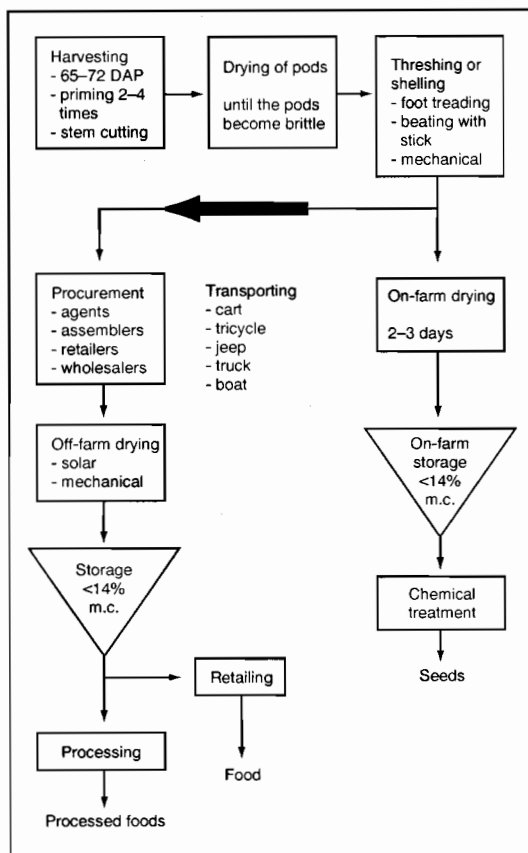 Harvesting
- 65–72 DAP
- priming 2–4
times
- stem cutting
Drying of pods
until the pods
become brittle
Threshing or
shelling
- foot treading
- beating with
stick
- mechanical
Procurement
- agents
- assemblers
- retailers
- wholesalers
Transporting
- cart
- tricycle
- jeep
- truck
- boat
On-farm drying
2–3 days
Off-farm drying
- solar
- mechanical
On-farm
storage
<14%
m.c.
Storage
<14%
m.c.
Chemical
treatment
Retailing
Seeds
Processing
Food
Processed foods